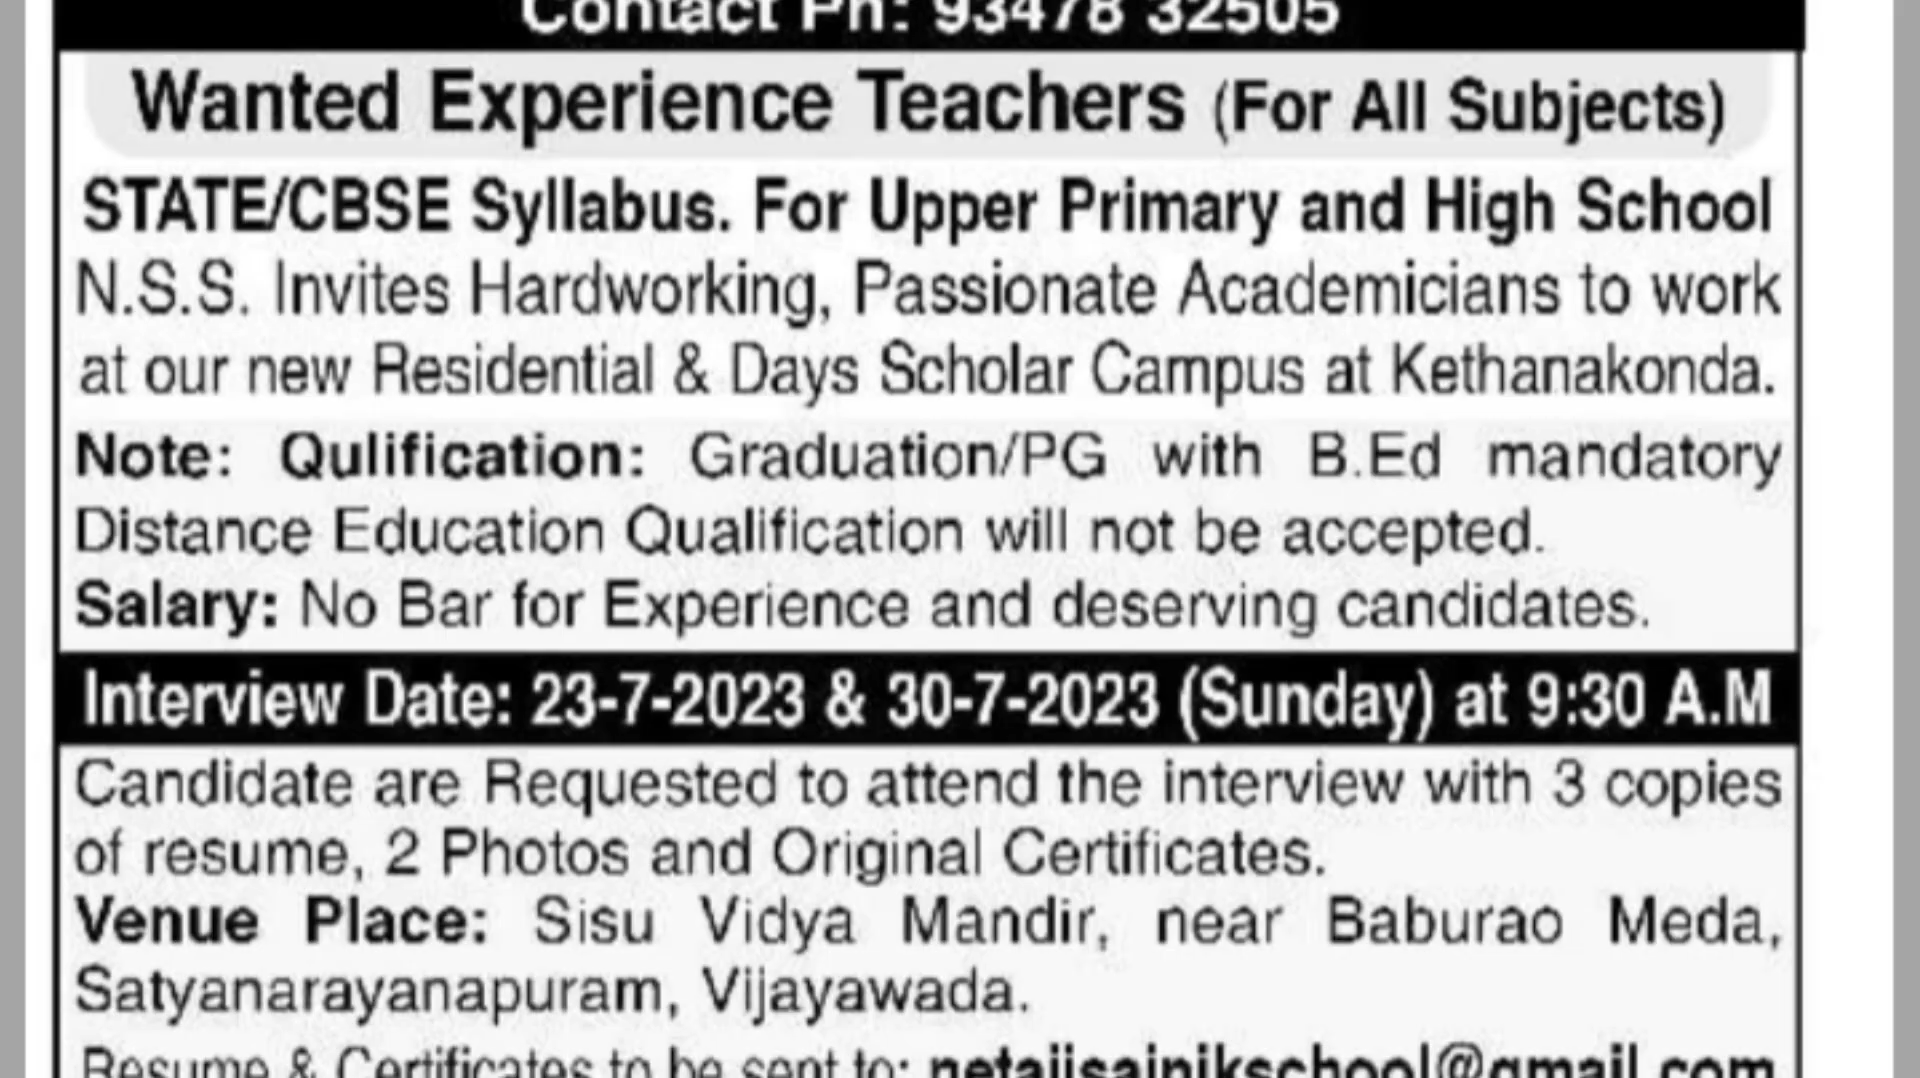 Contact Ph: 93478 32505
Wanted Experience Teachers (For All Subjects)
STATE/CBSE Syllabus. For Upper Primary and High School
N.S.S. Invites Hardworking, Passionate Academicians to work
at our new Residential & Days Scholar Campus at Kethanakonda.
Note: Qulification: Graduation/PG with B.Ed mandatory
Distance Education Qualification will not be accepted.
Salary: No Bar for Experience and deserving candidates.
Interview Date: 23-7-2023 & 30-7-2023 (Sunday) at 9:30 A.M
Candidate are Requested to attend the interview with 3 copies
of resume, 2 Photos and Original Certificates.
Venue Place: Sisu Vidya Mandir, near Baburao Meda,
Satyanarayanapuram, Vijayawada.
Resume & Certificates to be sent to: netajisainikschool@gmail.com